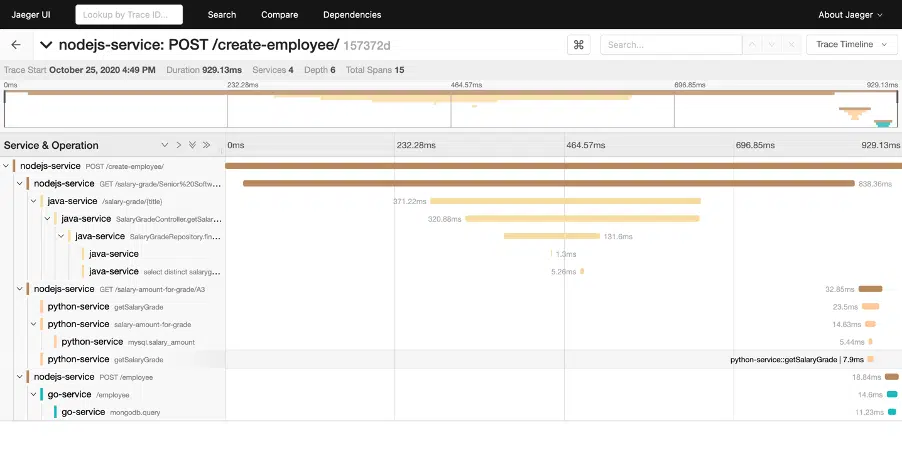 Jaeger UI Lookup by Trace ID... Search Compare Dependencies About Jaeger
nodejs-service: POST /create-employee/ 157372d ⌘ Search... Trace Timeline
Trace Start October 25, 2020 4:49 PM Duration 929.13ms Services 4 Depth 6 Total Spans 15
0ms 232.28ms 464.57ms 696.85ms 929.13ms
Service & Operation 0ms 232.28ms 464.57ms 696.85ms 929.13ms
nodejs-service POST /create-employee/
nodejs-service GET /salary-grade/Senior%20Softw... 838.36ms
java-service /salary-grade/{title} 371.22ms
java-service SalaryGradeController.getSalar... 320.88ms
java-service SalaryGradeRepository.fin... 131.6ms
java-service 1.3ms
java-service select distinct salaryg... 5.26ms
nodejs-service GET /salary-amount-for-grade/A3 32.85ms
python-service getSalaryGrade 23.5ms
python-service salary-amount-for-grade 14.63ms
python-service mysql.salary_amount 5.44ms
python-service getSalaryGrade python-service::getSalaryGrade | 7.9ms
nodejs-service POST /employee 18.84ms
go-service /employee 14.6ms
go-service mongodb.query 11.23ms